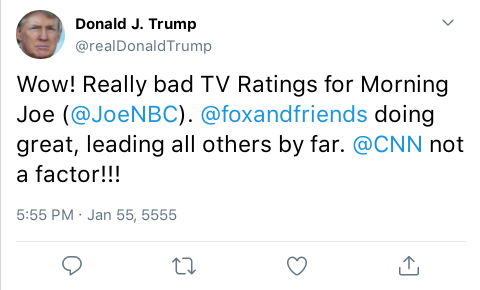 Donald J. Trump
@realDonaldTrump
Wow! Really bad TV Ratings for Morning
Joe (@JoeNBC). @foxandfriends doing
great, leading all others by far. @CNN not
a factor!!!
5:55 PM · Jan 55, 5555